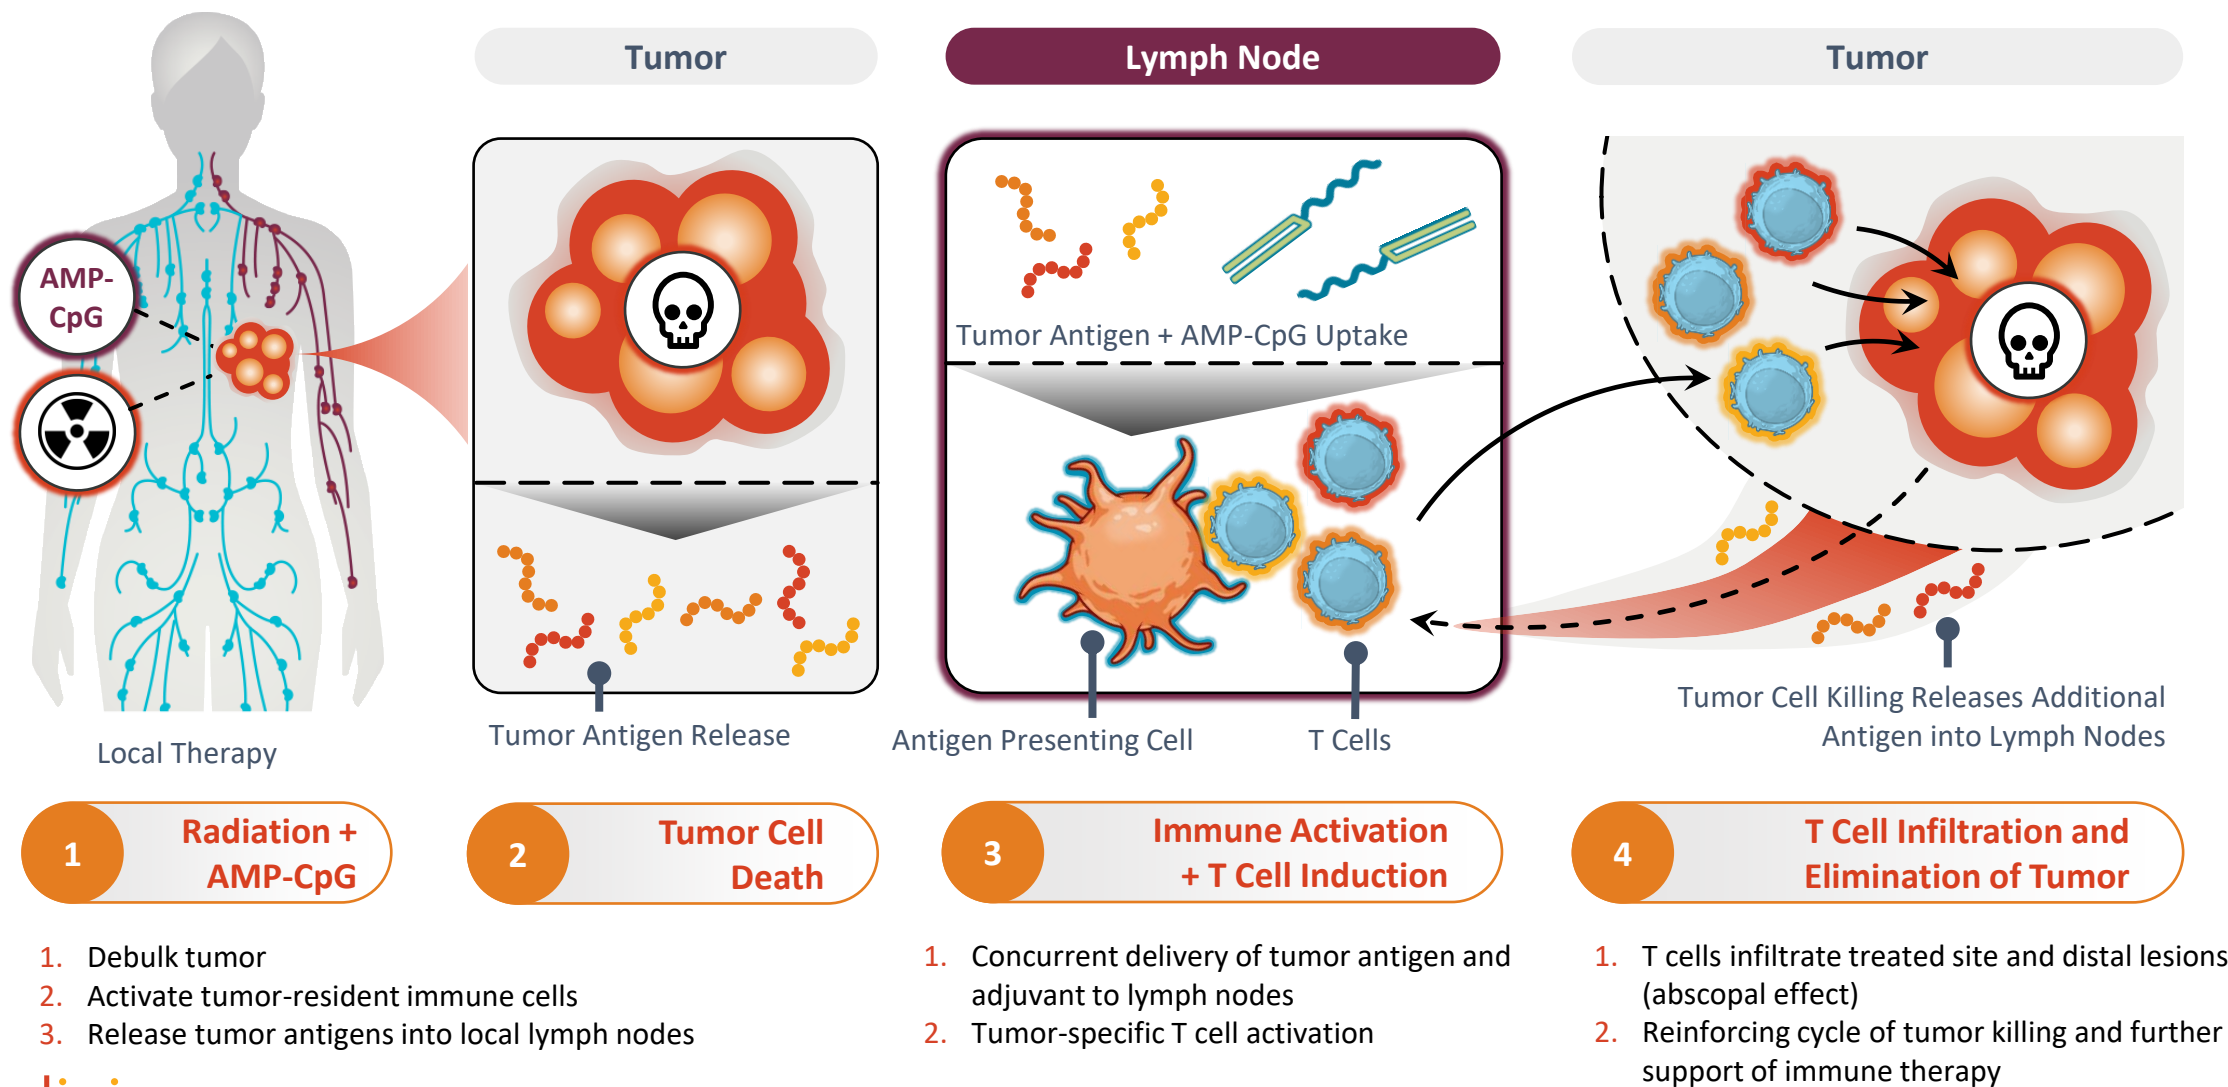 Tumor
Lymph Node
Tumor
AMP-
CpG
Tumor Antigen + AMP-CpG Uptake
Local Therapy
Tumor Antigen Release
Antigen Presenting Cell
T Cells
Tumor Cell Killing Releases Additional
Antigen into Lymph Nodes
1
Radiation +
AMP-CpG
2
Tumor Cell
Death
3
Immune Activation
+ T Cell Induction
4
T Cell Infiltration and
Elimination of Tumor
1. Debulk tumor
2. Activate tumor-resident immune cells
3. Release tumor antigens into local lymph nodes
1. Concurrent delivery of tumor antigen and
adjuvant to lymph nodes
2. Tumor-specific T cell activation
1. T cells infiltrate treated site and distal lesions
(abscopal effect)
2. Reinforcing cycle of tumor killing and further
support of immune therapy